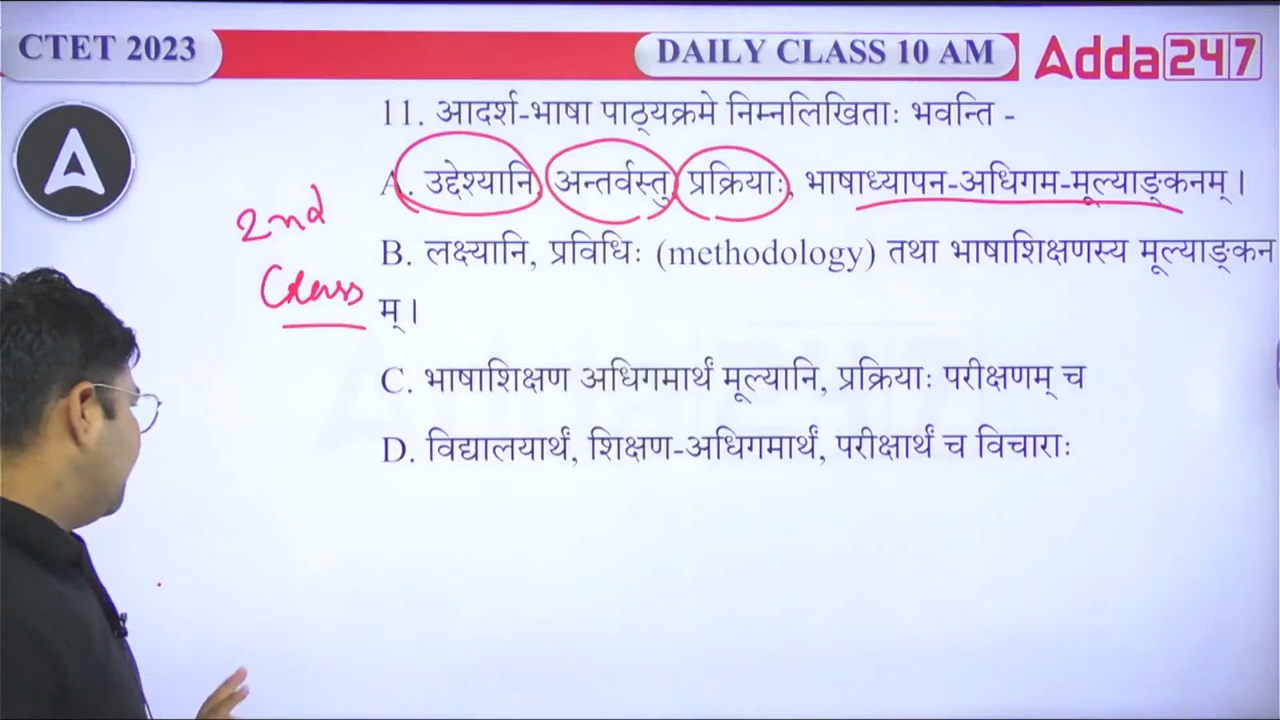 CTET 2023
DAILY CLASS 10 AM
Adda247
11. आदर्श-भाषा पाठ्यक्रमे निम्नलिखिताः भवन्ति -
A. उद्देश्यानि, अन्तर्वस्तु, प्रक्रियाः, भाषाध्यापन-अधिगम-मूल्याङ्कनम्।
2nd
B. लक्ष्यानि, प्रविधिः (methodology) तथा भाषाशिक्षणस्य मूल्याङ्कन
Class
म्।
C. भाषाशिक्षण अधिगमार्थं मूल्यानि, प्रक्रियाः परीक्षणम् च
D. विद्यालयार्थं, शिक्षण-अधिगमार्थं, परीक्षार्थं च विचाराः